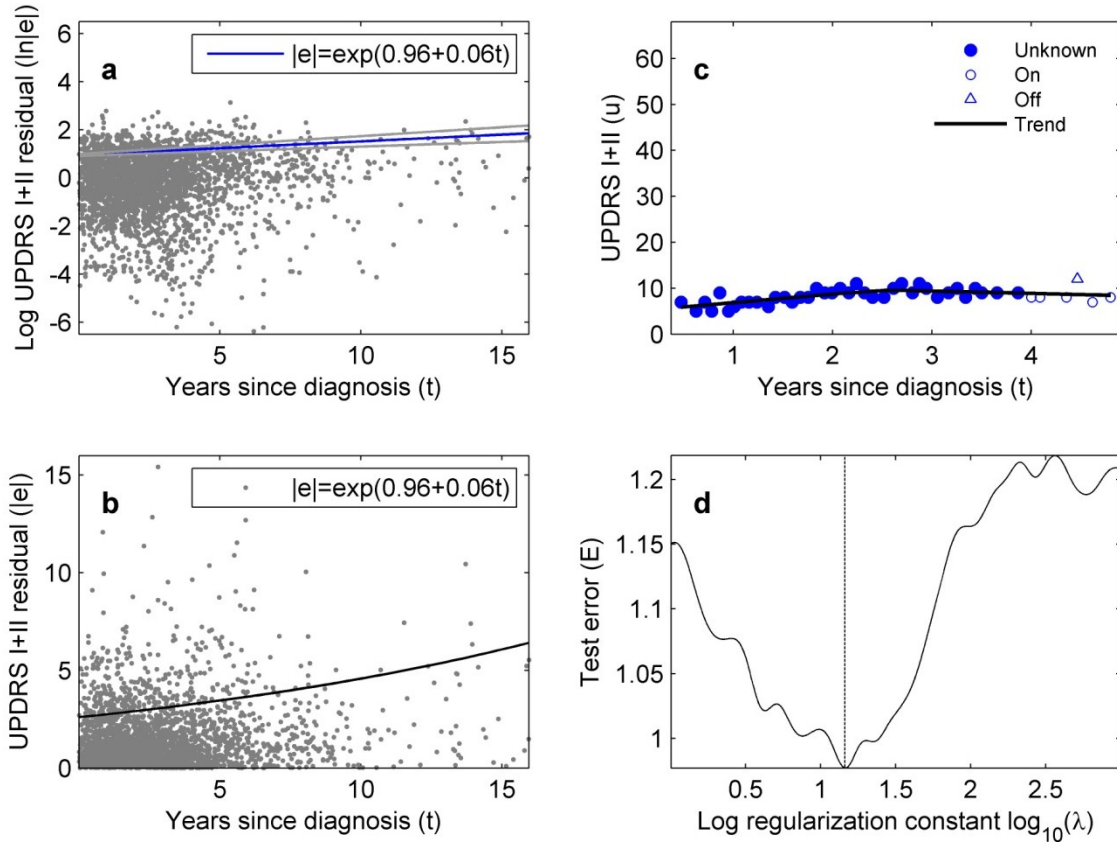 a
|e|=exp(0.96+0.06t)
Log UPDRS I+II residual (ln|e|)
6
4
2
0
-2
-4
-6
5
10
15
Years since diagnosis (t)
c
Unknown
On
Off
Trend
UPDRS I+II (u)
60
50
40
30
20
10
0
1
2
3
4
Years since diagnosis (t)
b
|e|=exp(0.96+0.06t)
UPDRS I+II residual (|e|)
15
10
5
0
5
10
15
Years since diagnosis (t)
d
Test error (E)
1.2
1.15
1.1
1.05
1
0.5
1
1.5
2
2.5
Log regularization constant log₁₀(λ)